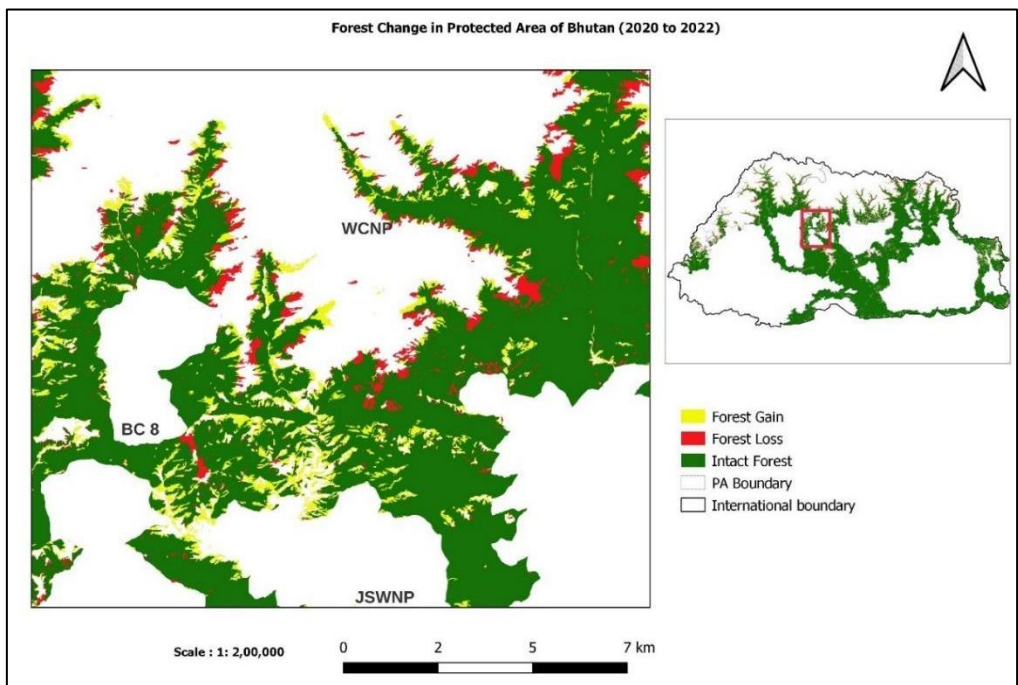 Forest Change in Protected Area of Bhutan (2020 to 2022)
WCNP
BC 8
JSWNP
Forest Gain
Forest Loss
Intact Forest
PA Boundary
International boundary
Scale : 1: 2,00,000
0 2 5 7 km